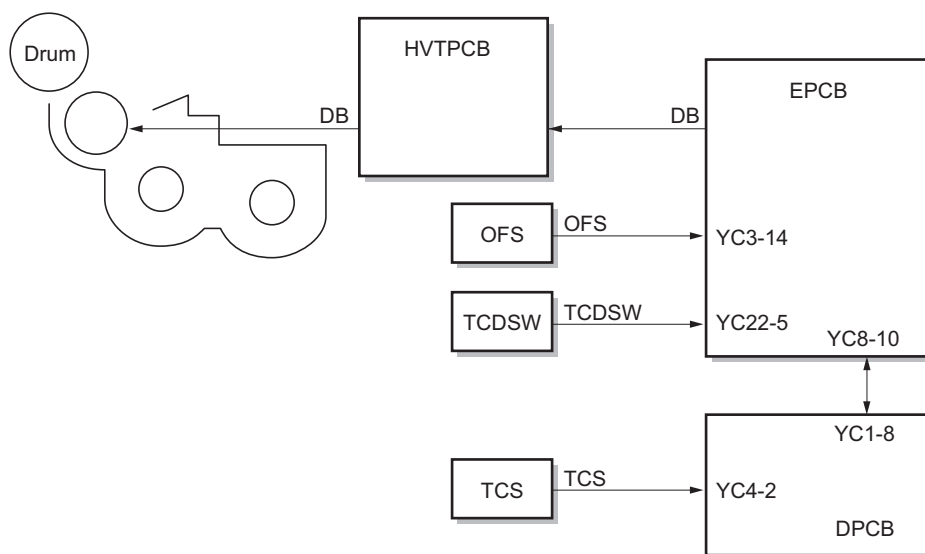 Drum
HVTPCB
DB
DB
EPCB
OFS
OFS
YC3-14
TCDSW
TCDSW
YC22-5
YC8-10
YC1-8
TCS
TCS
YC4-2
DPCB